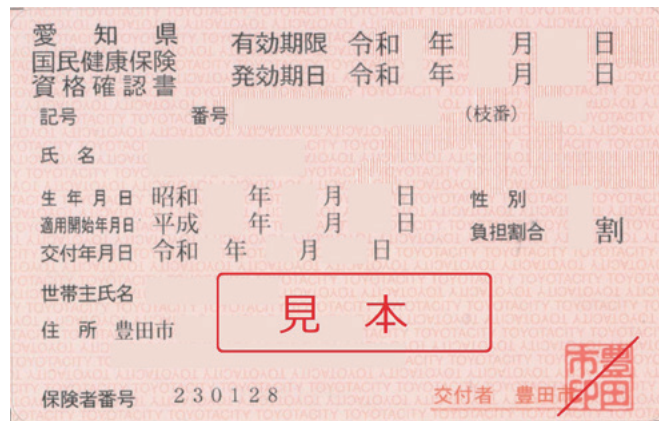 愛知県 有効期限 令和 年 月 日
国民健康保険
資格確認書 発効期日 令和 年 月 日
記号 番号 (枝番)
氏名
生年月日 昭和 年 月 日 性別
適用開始年月日 平成 年 月 日 負担割合 割
交付年月日 令和 年 月 日
世帯主氏名
見本
住所 豊田市
保険者番号 230128 交付者 豊田市
豊田市印